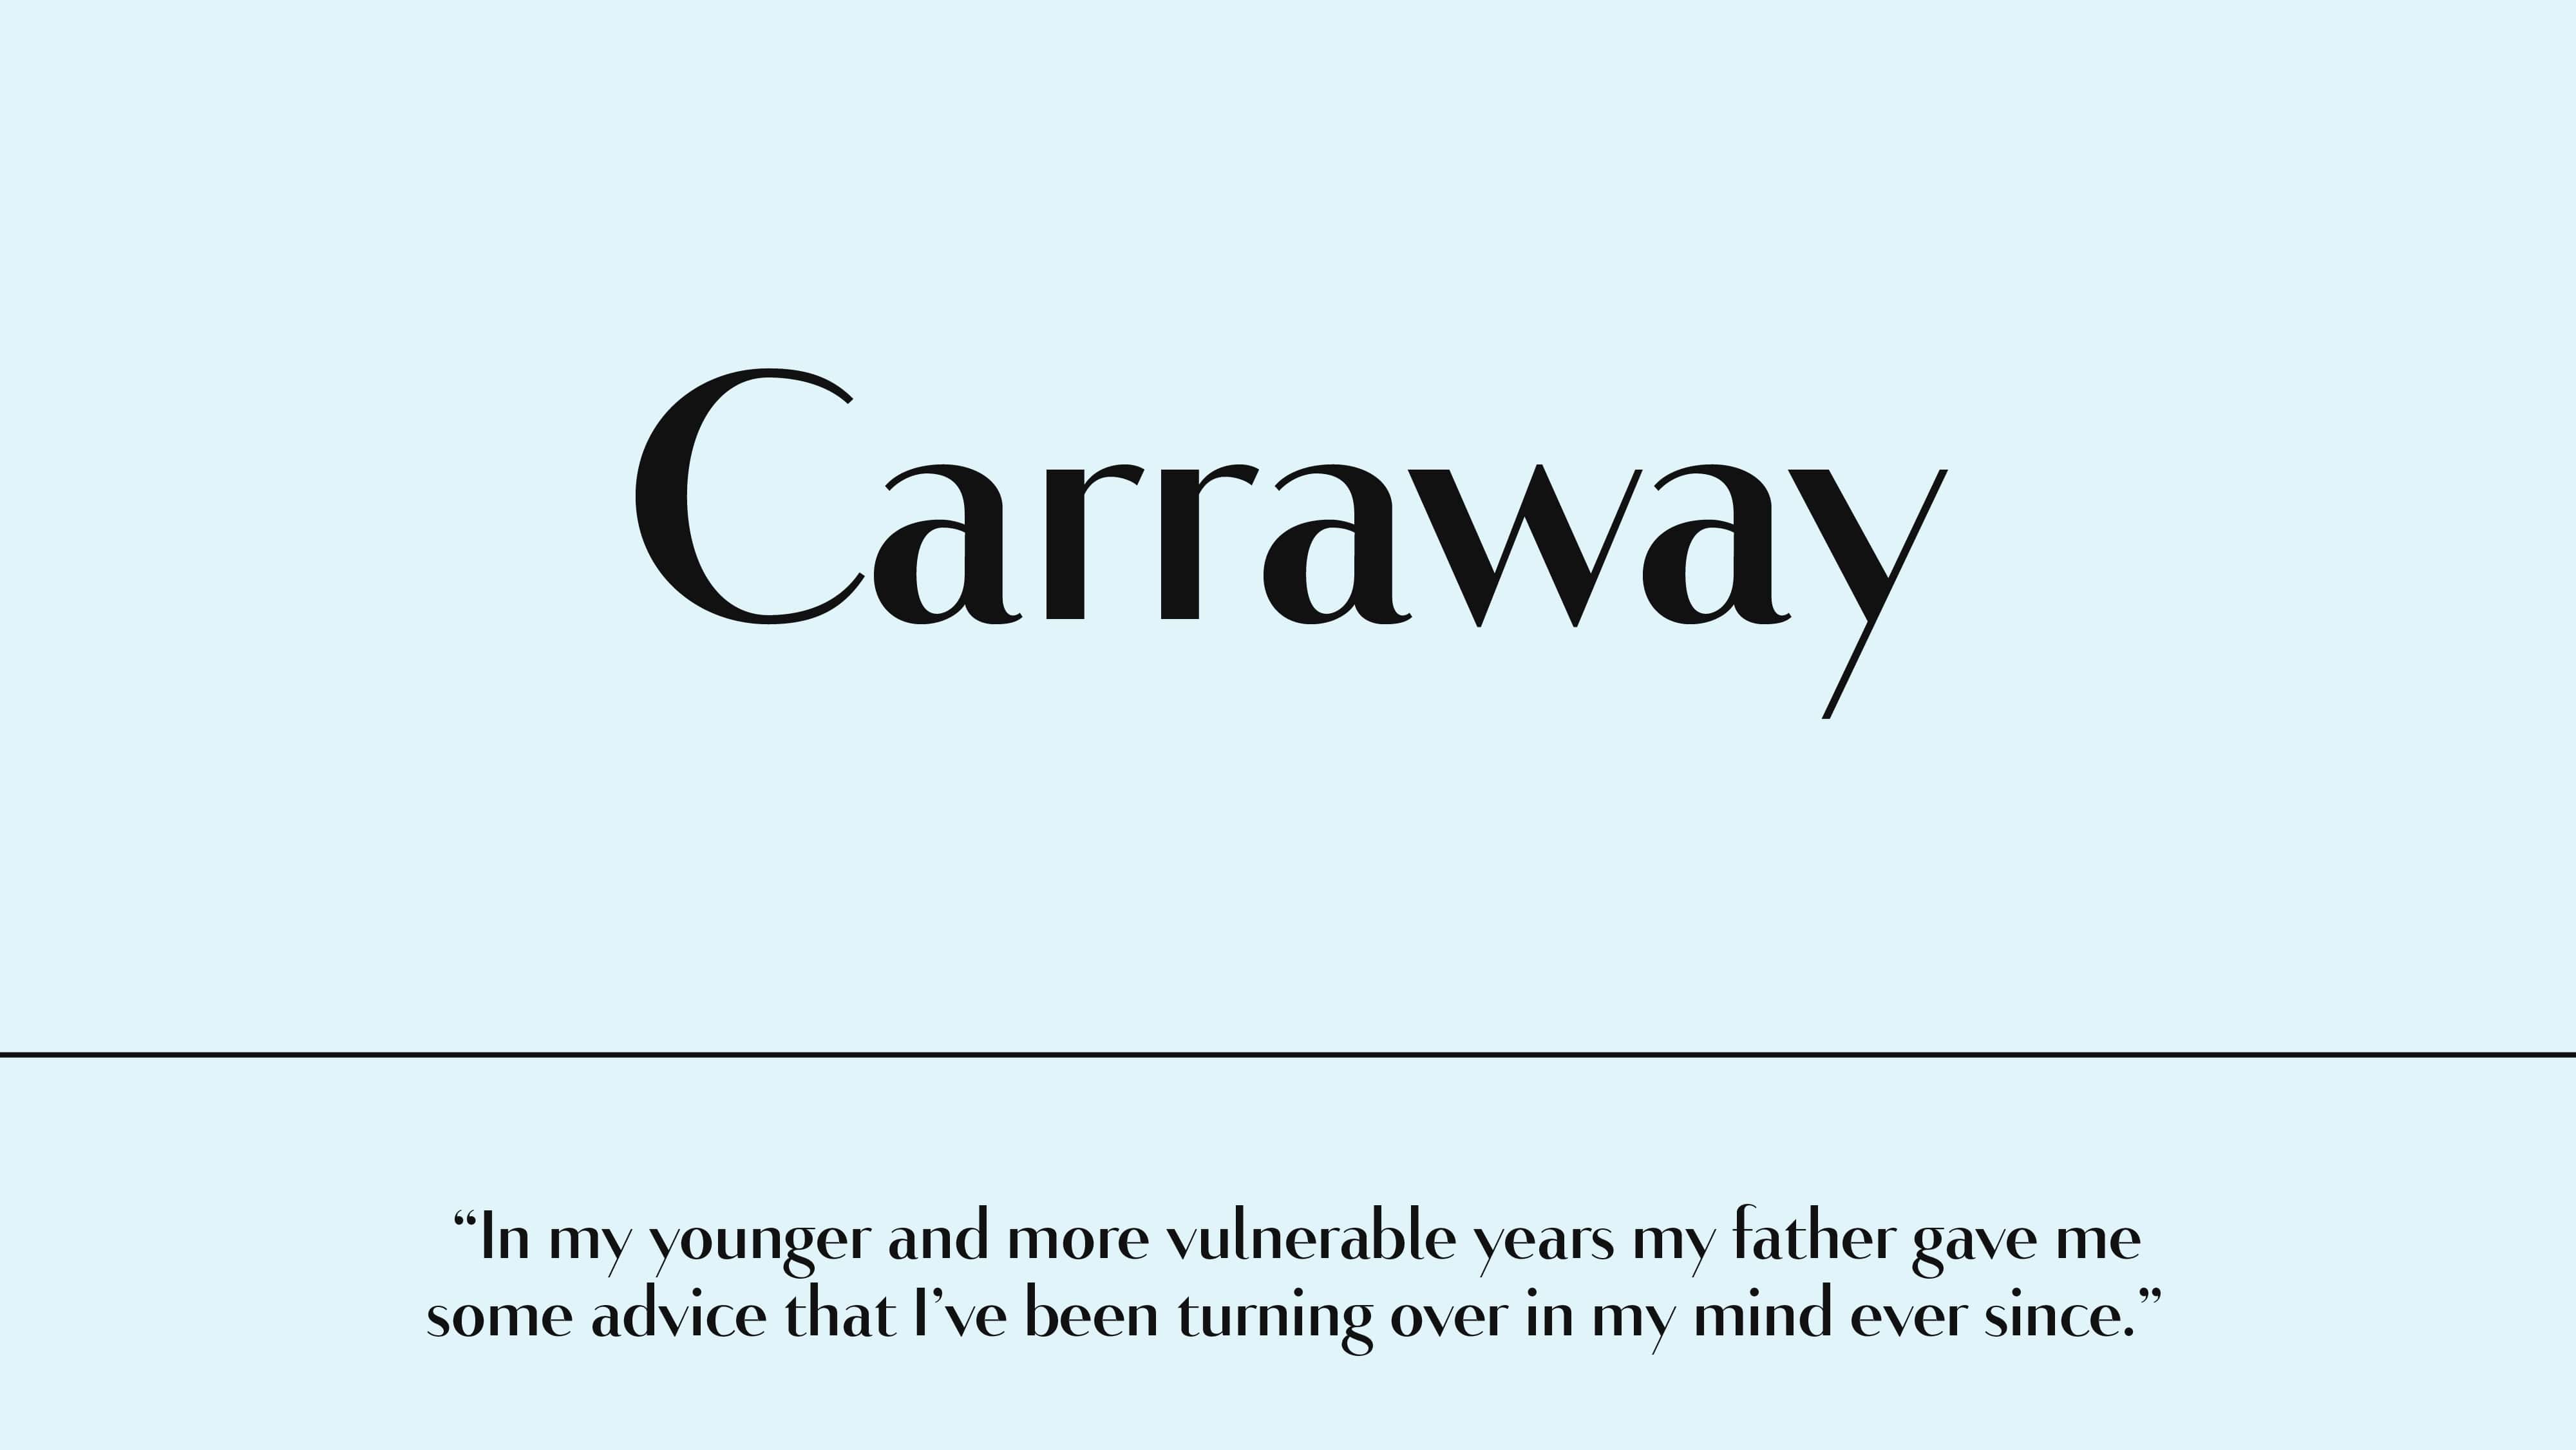 Carraway
“In my younger and more vulnerable years my father gave me
some advice that I’ve been turning over in my mind ever since.”